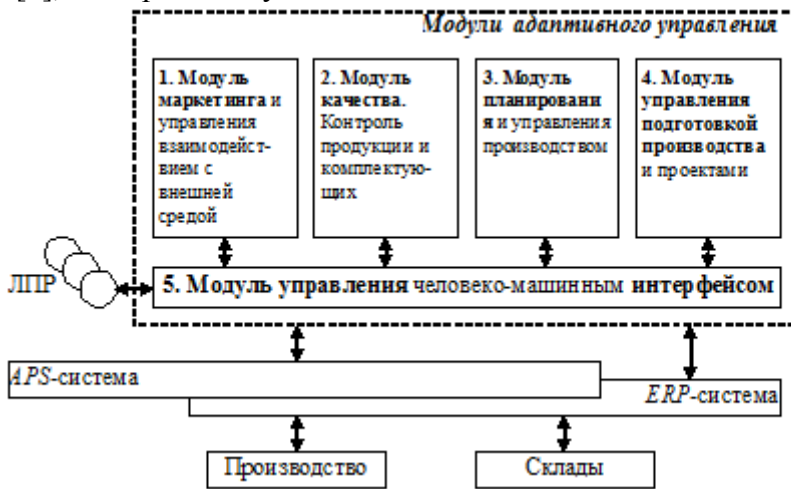 Модули адаптивного управления
1. Модуль
маркетинга и
управления
взаимодейст-
вием с
внешней
средой
2. Модуль
качества.
Контроль
продукции и
комплектую-
щих
3. Модуль
планировани
я и управления
производством
4. Модуль
управления
подготовкой
производства
и проектами
ЛПР
5. Модуль управления человеко-машинным интерфейсом
APS-система
ERP-система
Производство
Склады